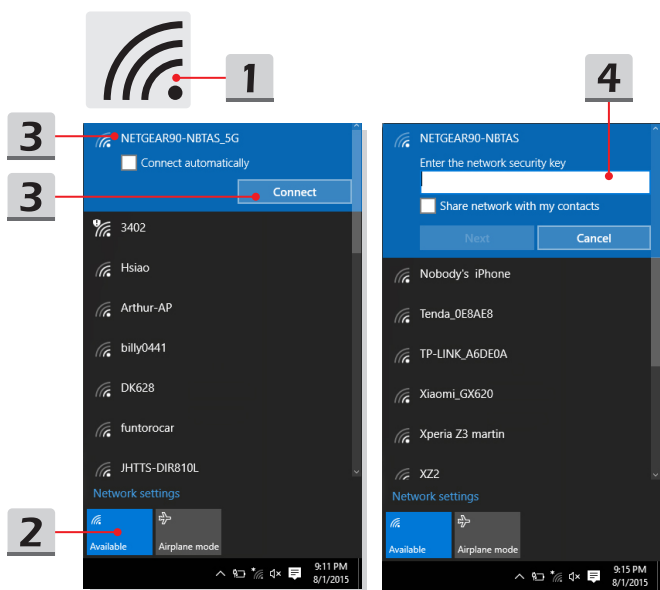 1
4
3
NETGEAR90-NBTAS_5G
Connect automatically
3
Connect
3402
Hsiao
Arthur-AP
billy0441
DK628
funtorocar
JHTTS-DIR810L
Network settings
2
Available
Airplane mode
9:11 PM
8/1/2015
NETGEAR90-NBTAS
Enter the network security key
Share network with my contacts
Next
Cancel
Nobody's iPhone
Tenda_0E8AE8
TP-LINK_A6DE0A
Xiaomi_GX620
Xperia Z3 martin
XZ2
Network settings
Available
Airplane mode
9:15 PM
8/1/2015